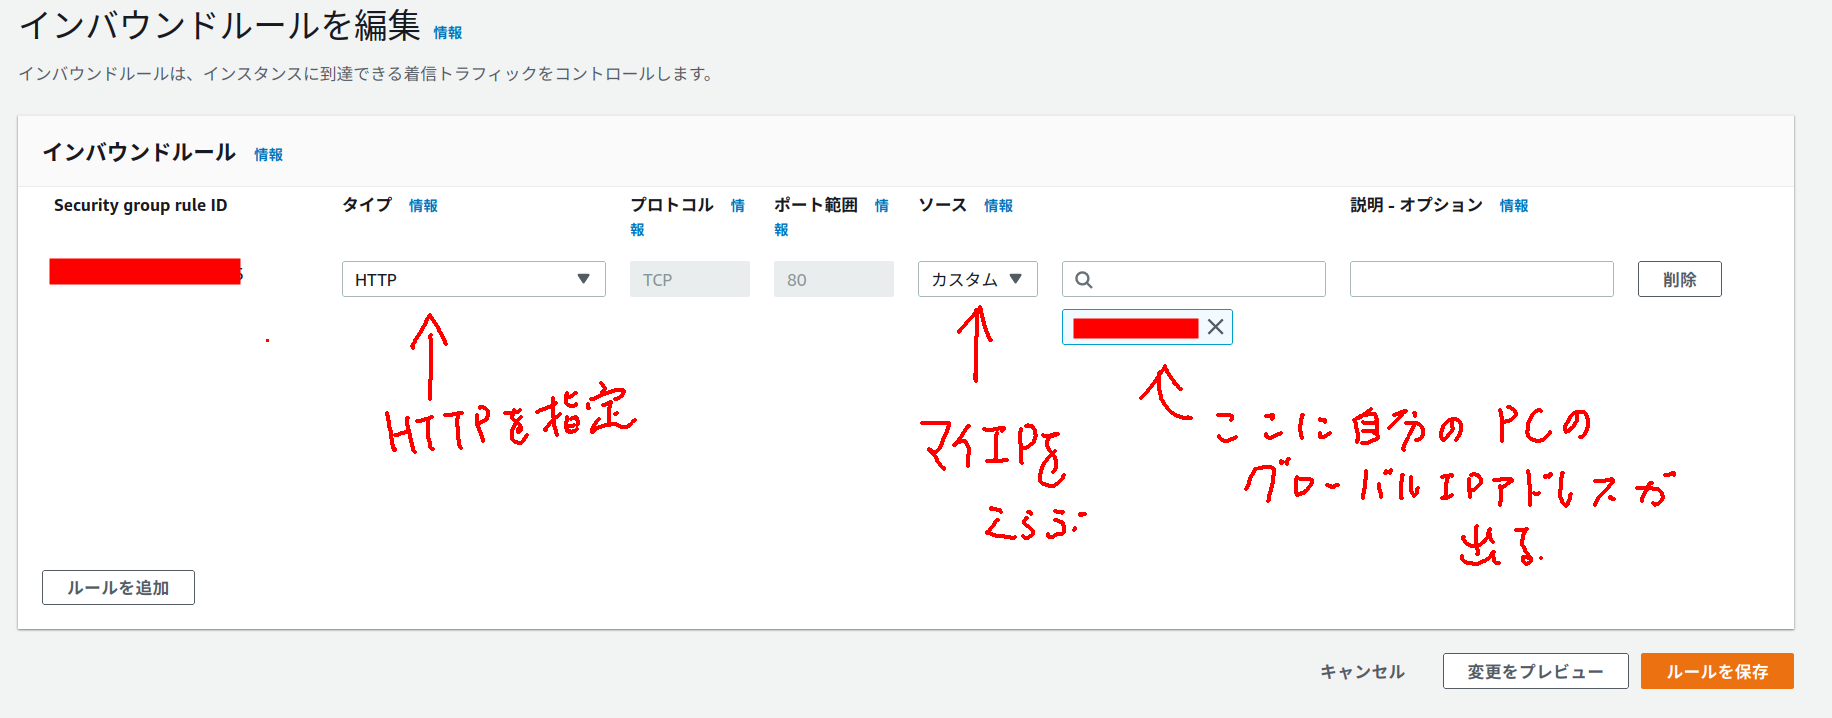 インバウンドルールを編集 情報
インバウンドルールは、インスタンスに到達できる着信トラフィックをコントロールします。
インバウンドルール 情報
Security group rule ID タイプ 情報 プロトコル 情報 ポート範囲 情報 ソース 情報 説明 - オプション 情報
HTTP TCP 80 カスタム 削除
HTTPを指定
マイIPを
えらぶ
ここに自分のPCの
グローバルIPアドレスが
出る
ルールを追加
キャンセル 変更をプレビュー ルールを保存